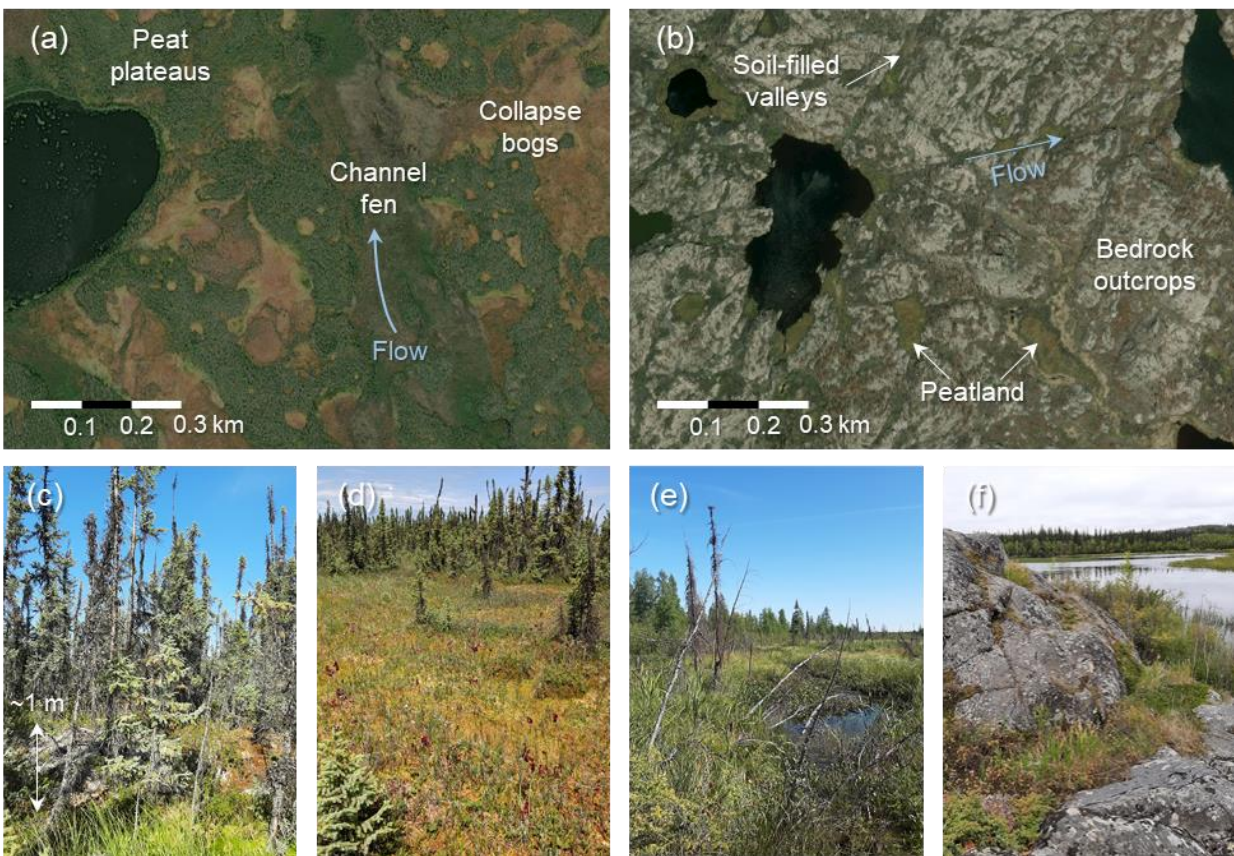 (a)
Peat
plateaus
Collapse
bogs
Channel
fen
Flow
0.1 0.2 0.3 km
(b)
Soil-filled
valleys
Flow
Bedrock
outcrops
Peatland
0.1 0.2 0.3 km
(c)
~1 m
(d)
(e)
(f)